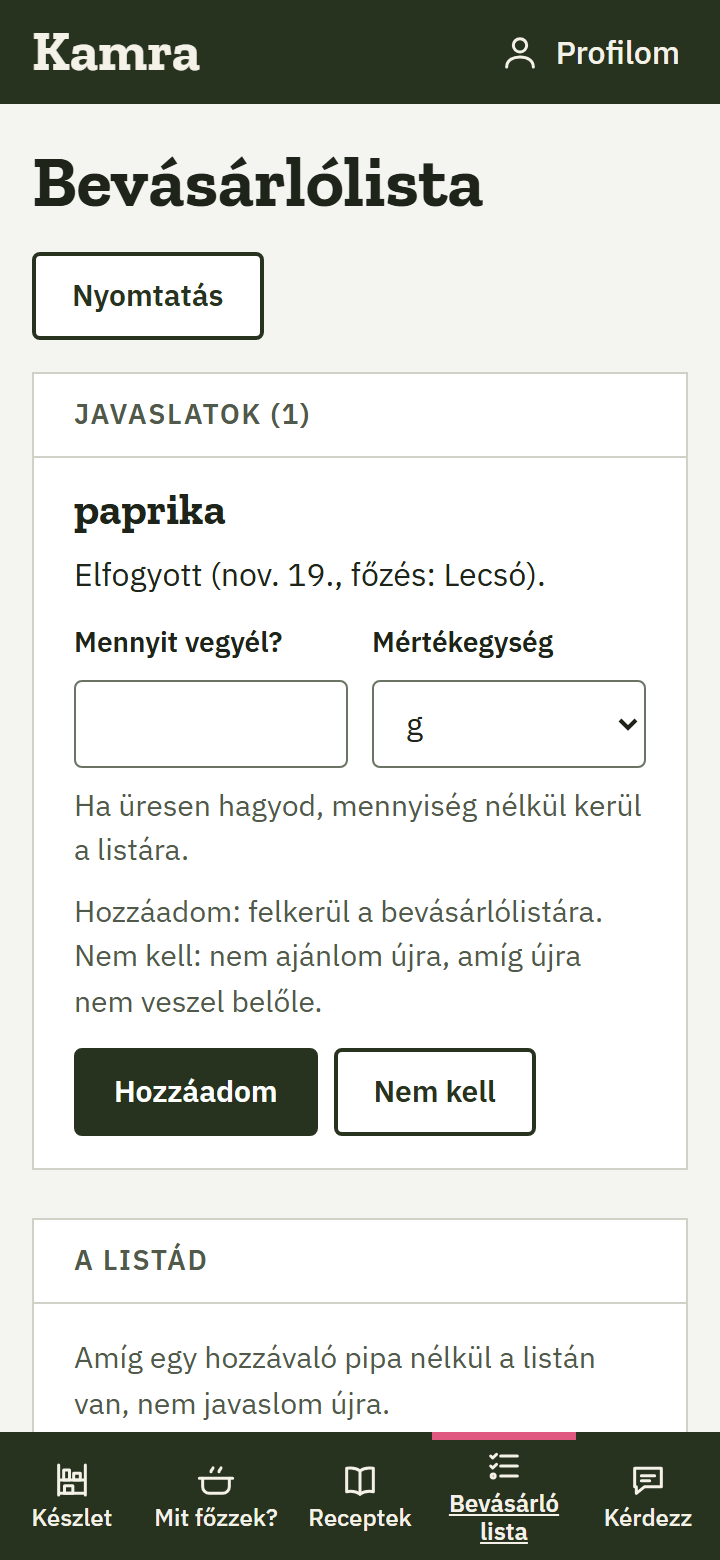 Kamra
Profilom
Bevásárlólista
Nyomtatás
JAVASLATOK (1)
paprika
Elfogyott (nov. 19., főzés: Lecsó).
Mennyit vegyél?
Mértékegység
g
Ha üresen hagyod, mennyiség nélkül kerül
a listára.
Hozzáadom: felkerül a bevásárlólistára.
Nem kell: nem ajánlom újra, amíg újra
nem veszel belőle.
Hozzáadom
Nem kell
A LISTÁD
Amíg egy hozzávaló pipa nélkül a listán
van, nem javaslom újra.
Készlet
Mit főzzek?
Receptek
Bevásárló
lista
Kérdezz